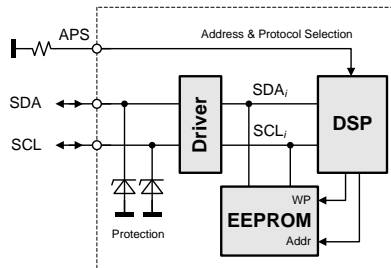 APS
Address & Protocol Selection
SDA
SDAi
Driver
DSP
SCL
SCLi
WP
EEPROM
Protection
Addr